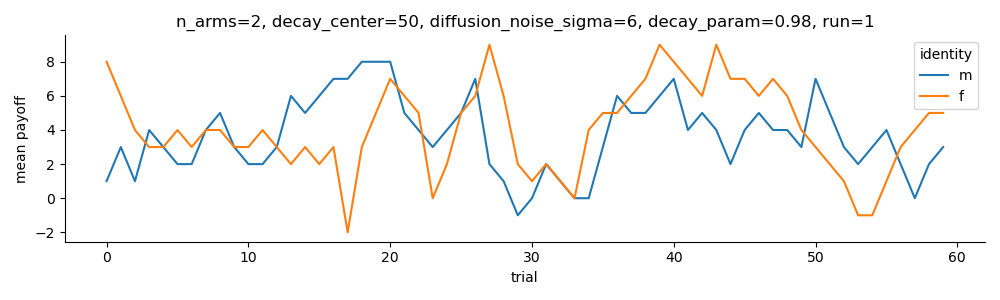 n_arms=2, decay_center=50, diffusion_noise_sigma=6, decay_param=0.98, run=1
identity
m
f
mean payoff
8
6
4
2
0
−2
0 10 20 30 40 50 60
trial